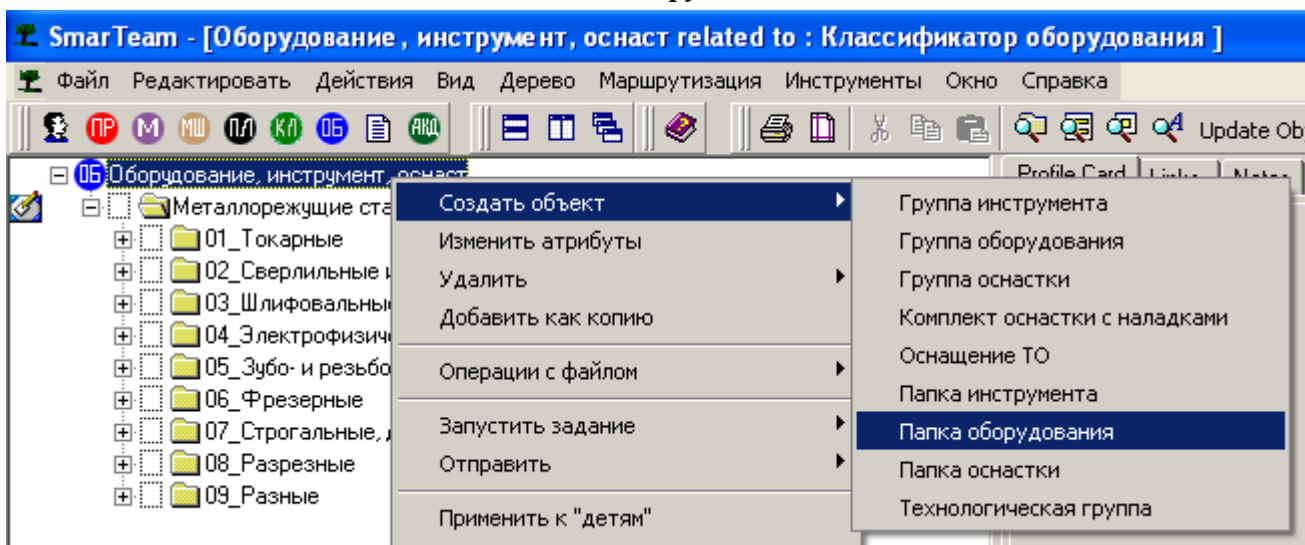 SmarTeam - [Оборудование , инструмент, оснаст related to : Классификатор оборудования ]
Файл Редактировать Действия Вид Дерево Маршрутизация Инструменты Окно Справка
ПР М МШ ПЛ КЛ ОБ АКД Update Ob
Оборудование, инструмент, оснаст
Profile Card Links Notes
Металлорежущие ста
01_Токарные
02_Сверлильные
03_Шлифовальные
04_Электрофизич
05_Зубо- и резьбо
06_Фрезерные
07_Строгальные,
08_Разрезные
09_Разные
Создать объект
Изменить атрибуты
Удалить
Добавить как копию
Операции с файлом
Запустить задание
Отправить
Применить к "детям"
Группа инструмента
Группа оборудования
Группа оснастки
Комплект оснастки с наладками
Оснащение ТО
Папка инструмента
Папка оборудования
Папка оснастки
Технологическая группа